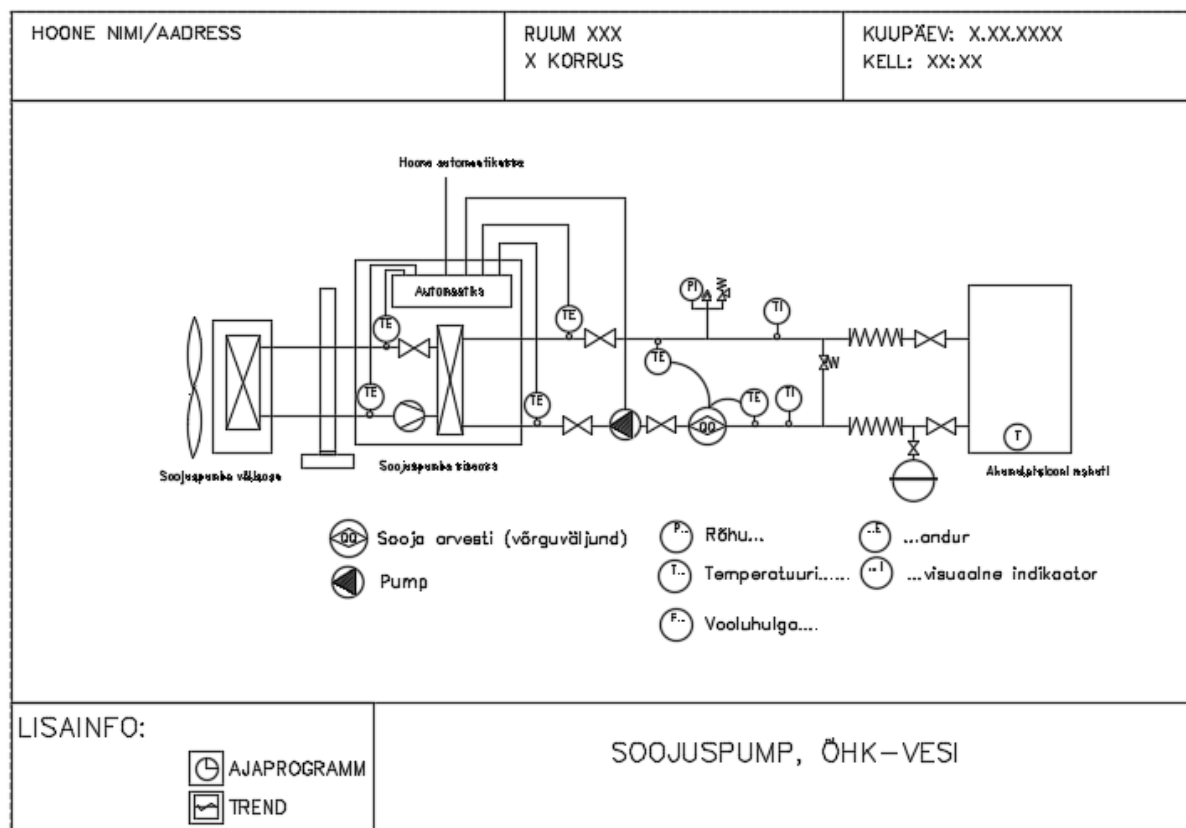 HOONE NIMI/AADRESS
RUUM XXX
X KORRUS
KUUPÄEV: X.XX.XXXX
KELL: XX:XX
Hoone automaatikasse
Automaatika
PI
TI
TE
TE
TE
TE
TE
TE
TI
QQ
T
Soojuspumba välisosa
Soojuspumba siseosa
QQ Sooja arvesti (võrguväljund)
Pump
P... Rõhu...
T... Temperatuuri......
F... Vooluhulga....
...E ...andur
...I ...visuaalne indikaator
LISAINFO:
AJAPROGRAMM
TREND
SOOJUSPUMP, ÕHK-VESI